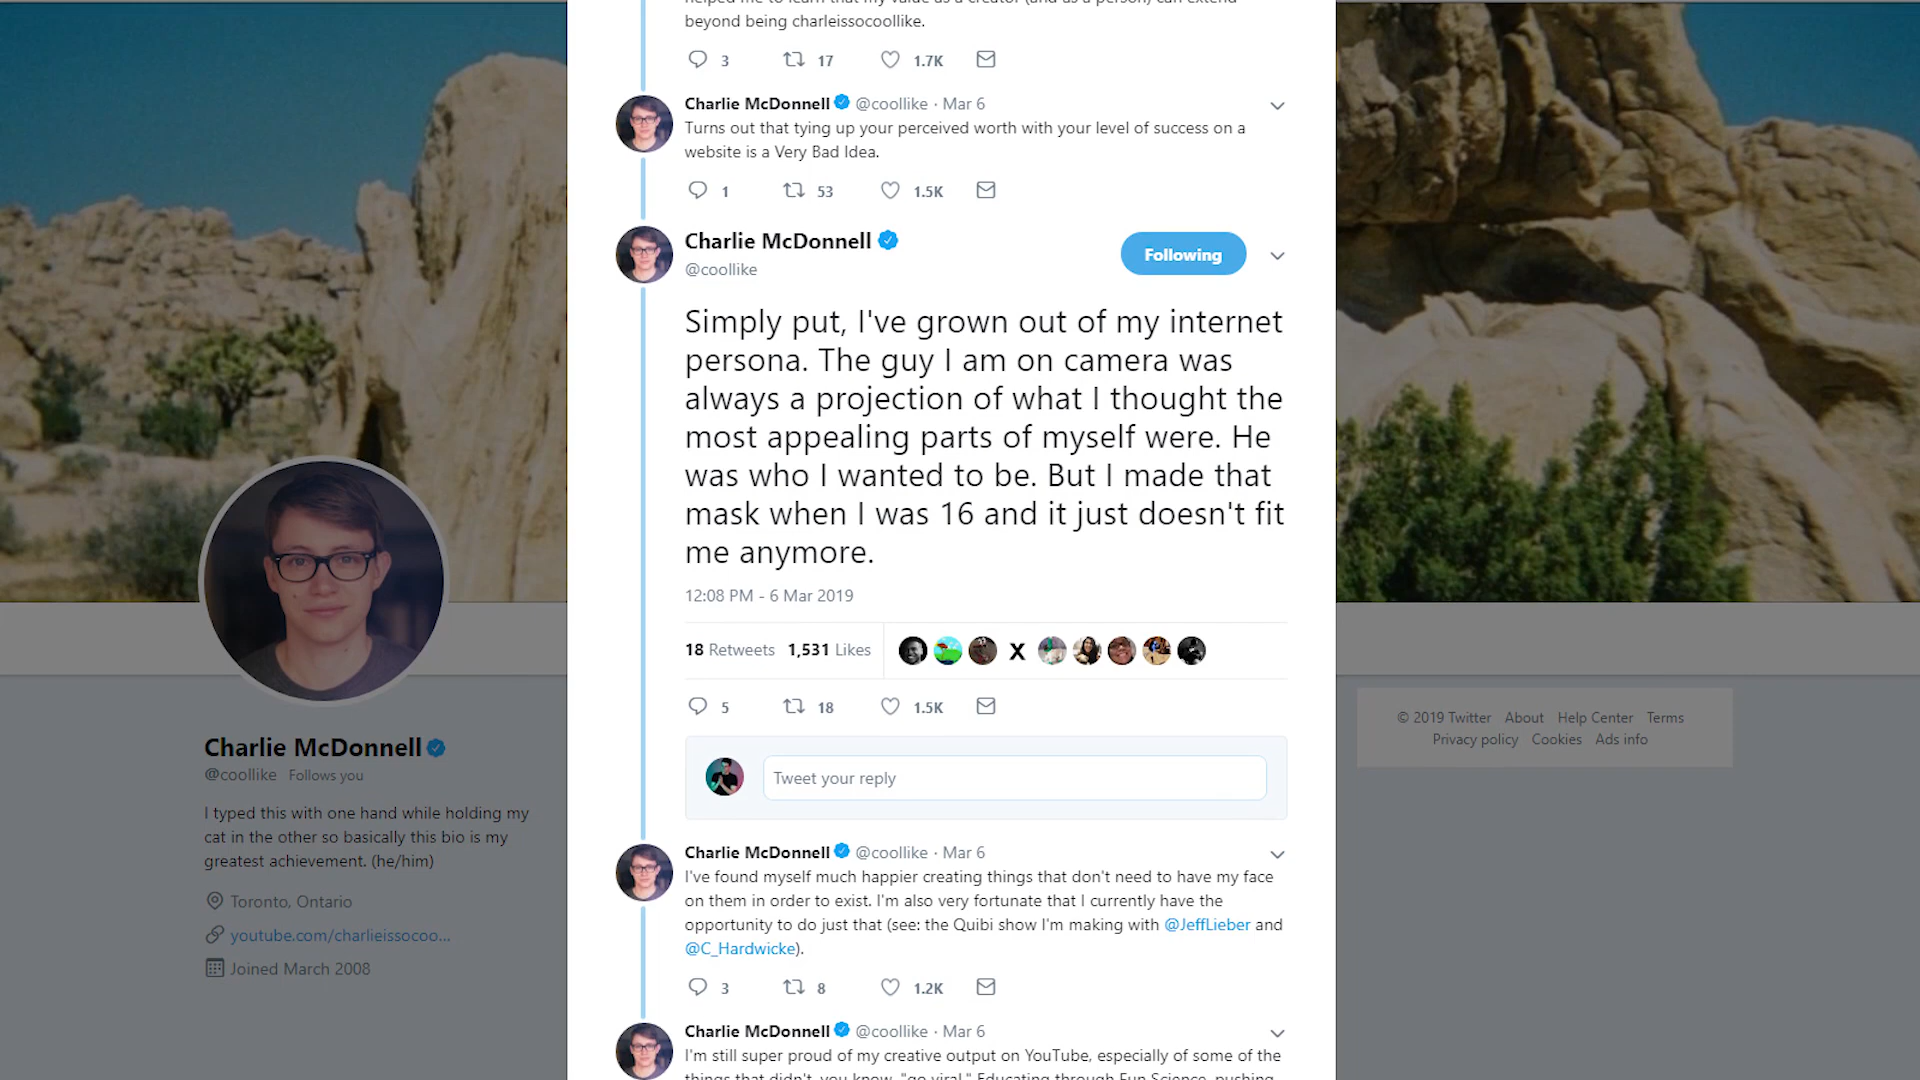 helped me to learn that my value as a creator (and as a person) can extend
beyond being charleissocoollike.
3 17 1.7K
Charlie McDonnell @coollike · Mar 6
Turns out that tying up your perceived worth with your level of success on a
website is a Very Bad Idea.
1 53 1.5K
Charlie McDonnell
@coollike
Following
Simply put, I've grown out of my internet
persona. The guy I am on camera was
always a projection of what I thought the
most appealing parts of myself were. He
was who I wanted to be. But I made that
mask when I was 16 and it just doesn't fit
me anymore.
12:08 PM - 6 Mar 2019
18 Retweets 1,531 Likes
X
5 18 1.5K
Tweet your reply
Charlie McDonnell @coollike · Mar 6
I've found myself much happier creating things that don't need to have my face
on them in order to exist. I'm also very fortunate that I currently have the
opportunity to do just that (see: the Quibi show I'm making with @JeffLieber and
@C_Hardwicke).
3 8 1.2K
Charlie McDonnell @coollike · Mar 6
I'm still super proud of my creative output on YouTube, especially of some of the
things that didn't, you know, "go viral." Educating through Fun Science, pushing
Charlie McDonnell
@coollike Follows you
I typed this with one hand while holding my
cat in the other so basically this bio is my
greatest achievement. (he/him)
Toronto, Ontario
youtube.com/charlieissocoo...
Joined March 2008
© 2019 Twitter About Help Center Terms
Privacy policy Cookies Ads info